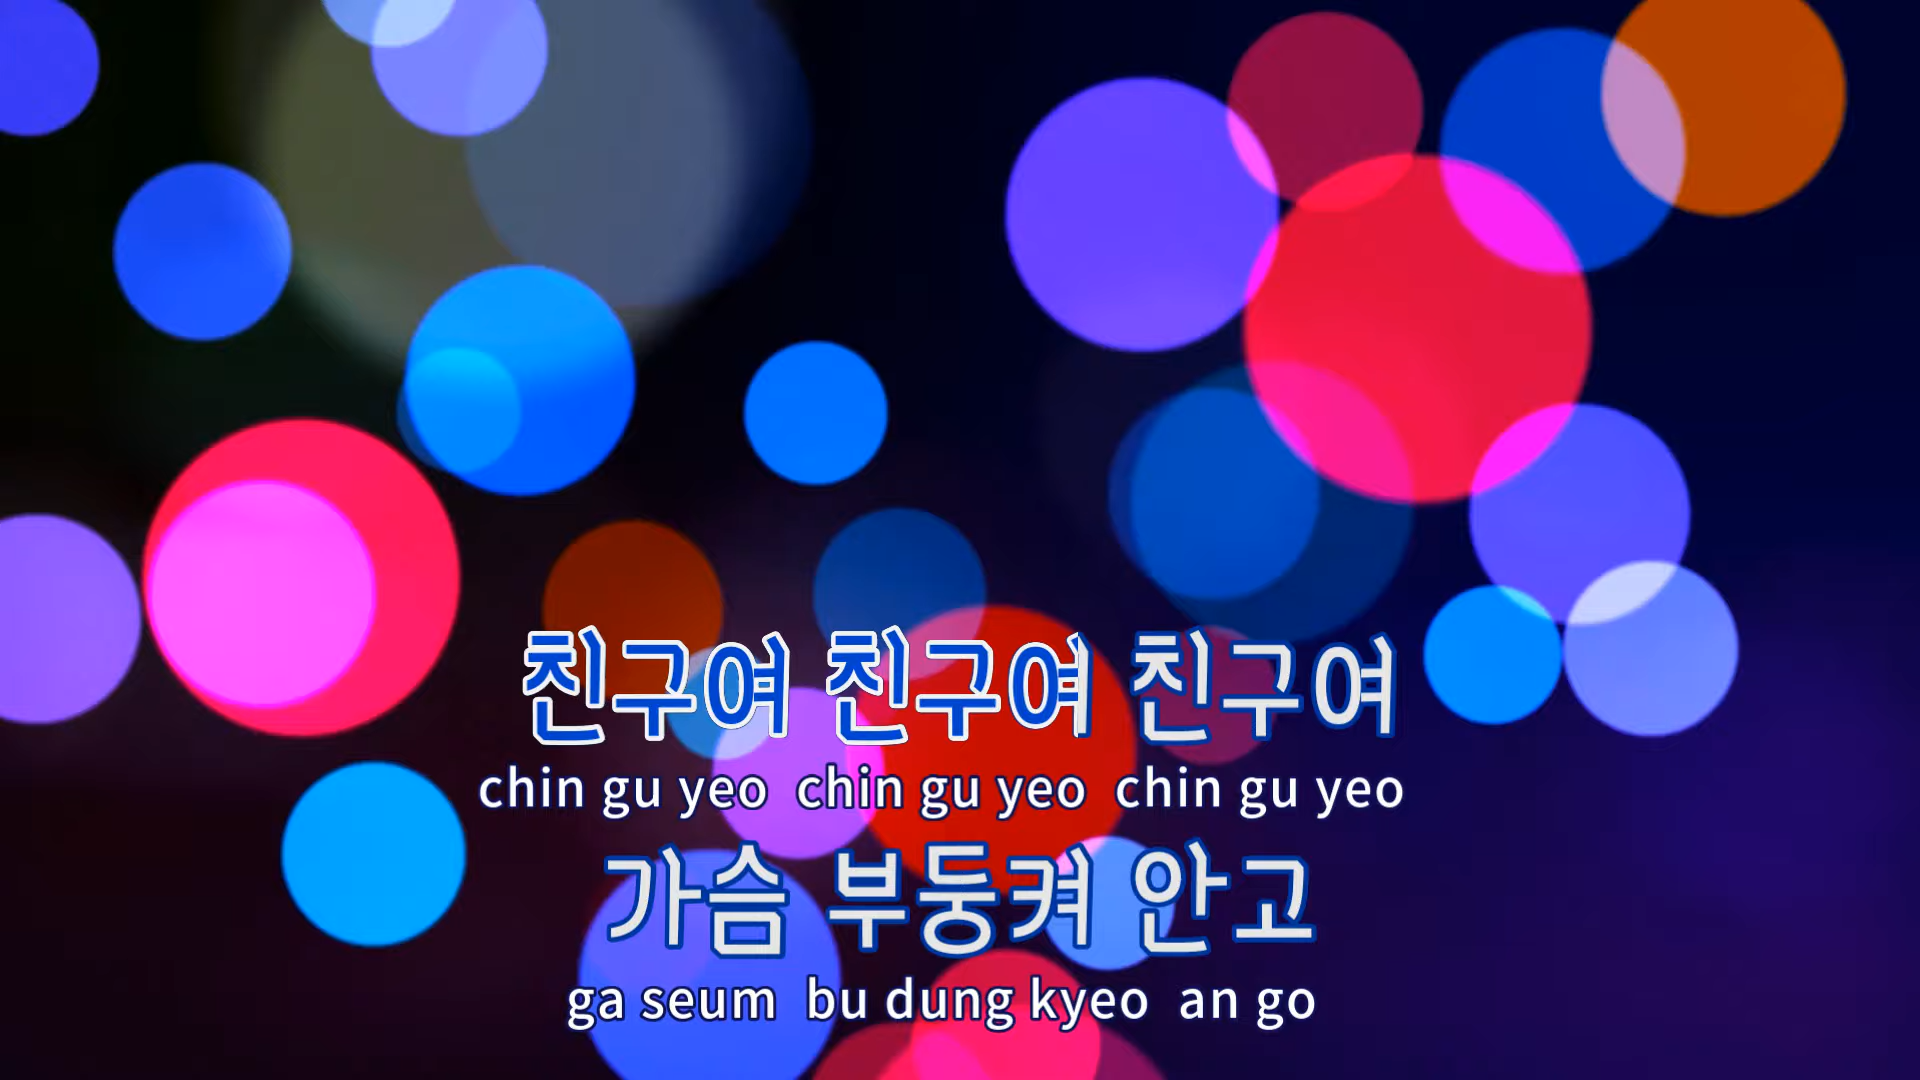 친구여 친구여 친구여
chin gu yeo chin gu yeo chin gu yeo
가슴 부둥켜 안고
ga seum bu dung kyeo an go